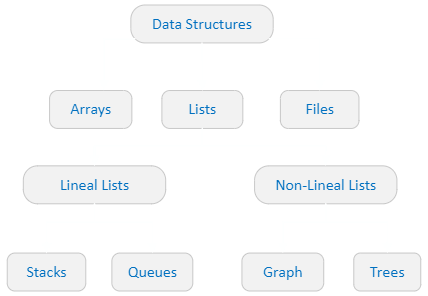 Data Structures
Arrays
Lists
Files
Lineal Lists
Non-Lineal Lists
Stacks
Queues
Graph
Trees